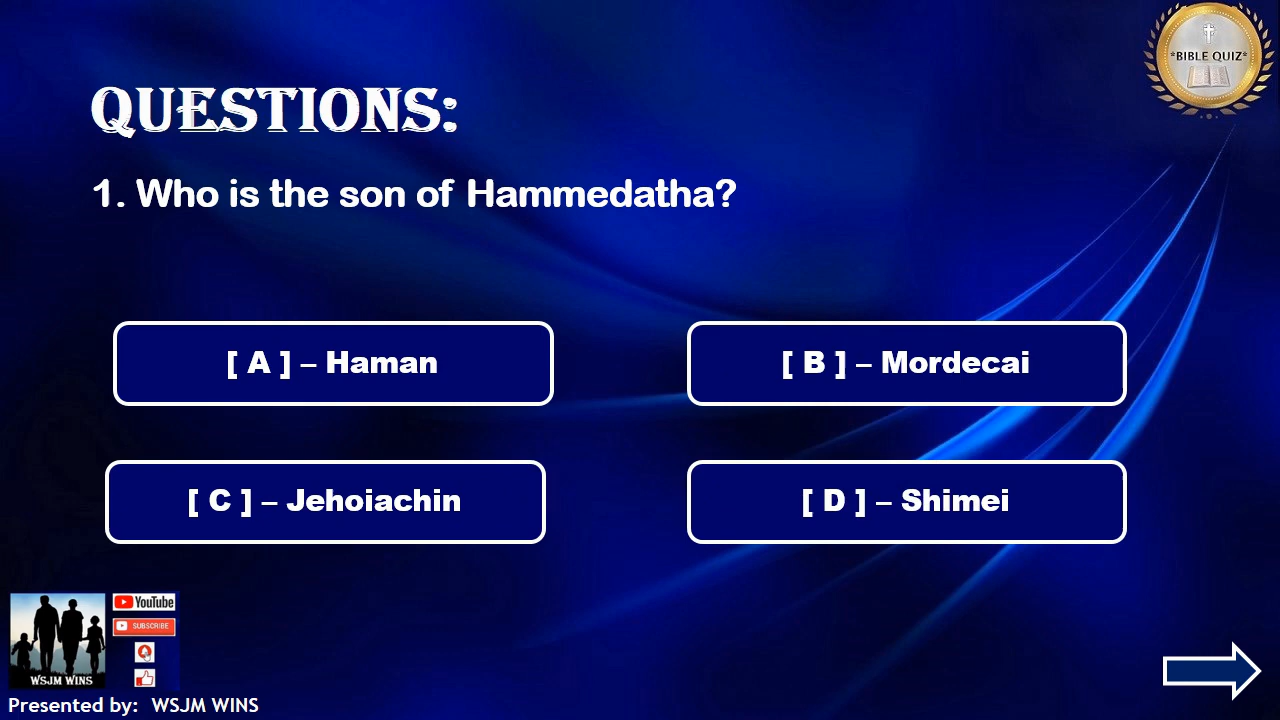 *BIBLE QUIZ*
QUESTIONS:
1. Who is the son of Hammedatha?
[ A ] – Haman
[ B ] – Mordecai
[ C ] – Jehoiachin
[ D ] – Shimei
YouTube
SUBSCRIBE
WSJM WINS
Presented by: WSJM WINS